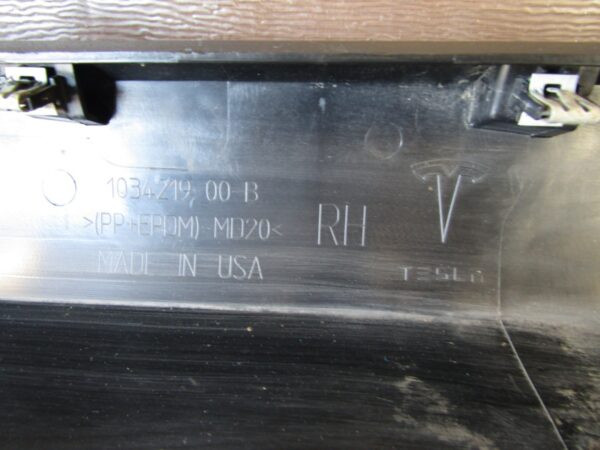 1034219 00-B
>(PP+EPDM)-MD20<
MADE IN USA
RH
TESLA